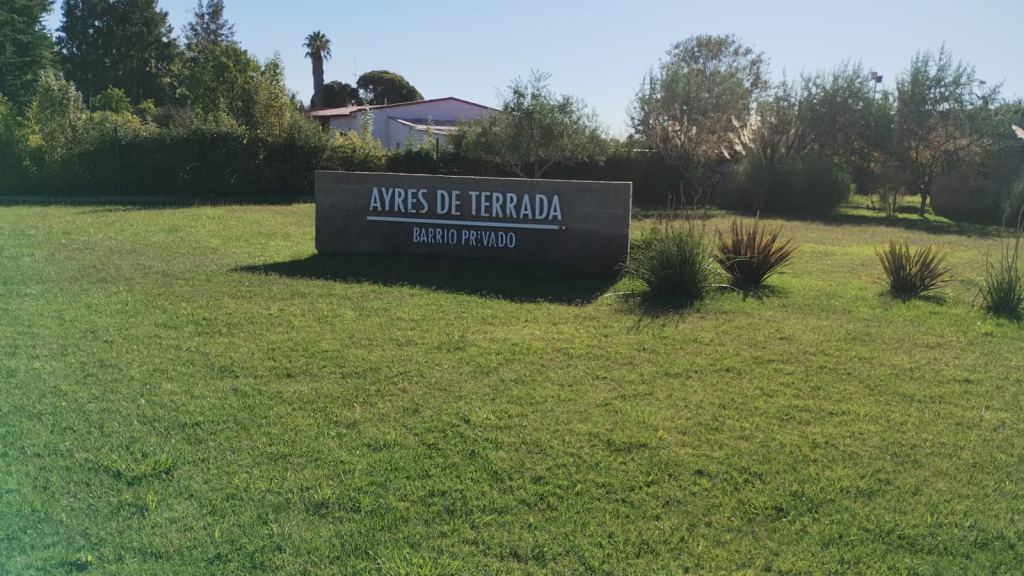 AYRES DE TERRADA
BARRIO PRIVADO